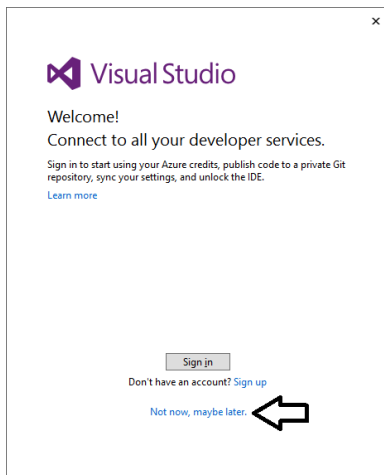 Visual Studio
Welcome!
Connect to all your developer services.
Sign in to start using your Azure credits, publish code to a private Git
repository, sync your settings, and unlock the IDE.
Learn more
Sign in
Don't have an account? Sign up
Not now, maybe later.